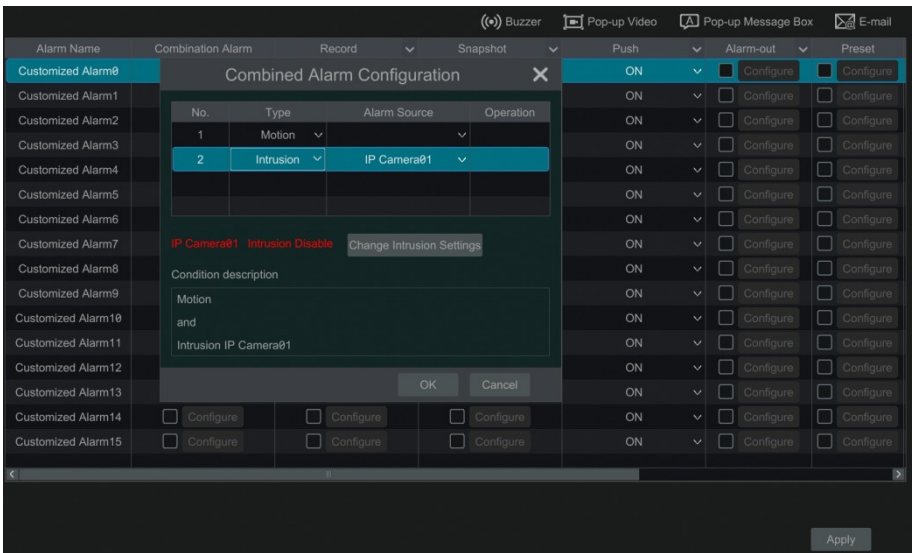 Buzzer Pop-up Video Pop-up Message Box E-mail
Alarm Name Combination Alarm Record Snapshot Push Alarm-out Preset
Customized Alarm0 ON Configure Configure
Combined Alarm Configuration
Customized Alarm1 ON Configure Configure
No. Type Alarm Source Operation
Customized Alarm2 ON Configure Configure
1 Motion
Customized Alarm3 ON Configure Configure
2 Intrusion IP Camera01
Customized Alarm4 ON Configure Configure
Customized Alarm5 ON Configure Configure
Customized Alarm6 ON Configure Configure
Customized Alarm7 ON Configure Configure
IP Camera01 Intrusion Disable Change Intrusion Settings
Customized Alarm8 ON Configure Configure
Condition description
Customized Alarm9 ON Configure Configure
Motion
Customized Alarm10 ON Configure Configure
and
Customized Alarm11 ON Configure Configure
Intrusion IP Camera01
Customized Alarm12 ON Configure Configure
OK Cancel
Customized Alarm13 ON Configure Configure
Customized Alarm14 Configure Configure Configure ON Configure Configure
Customized Alarm15 Configure Configure Configure ON Configure Configure
Apply